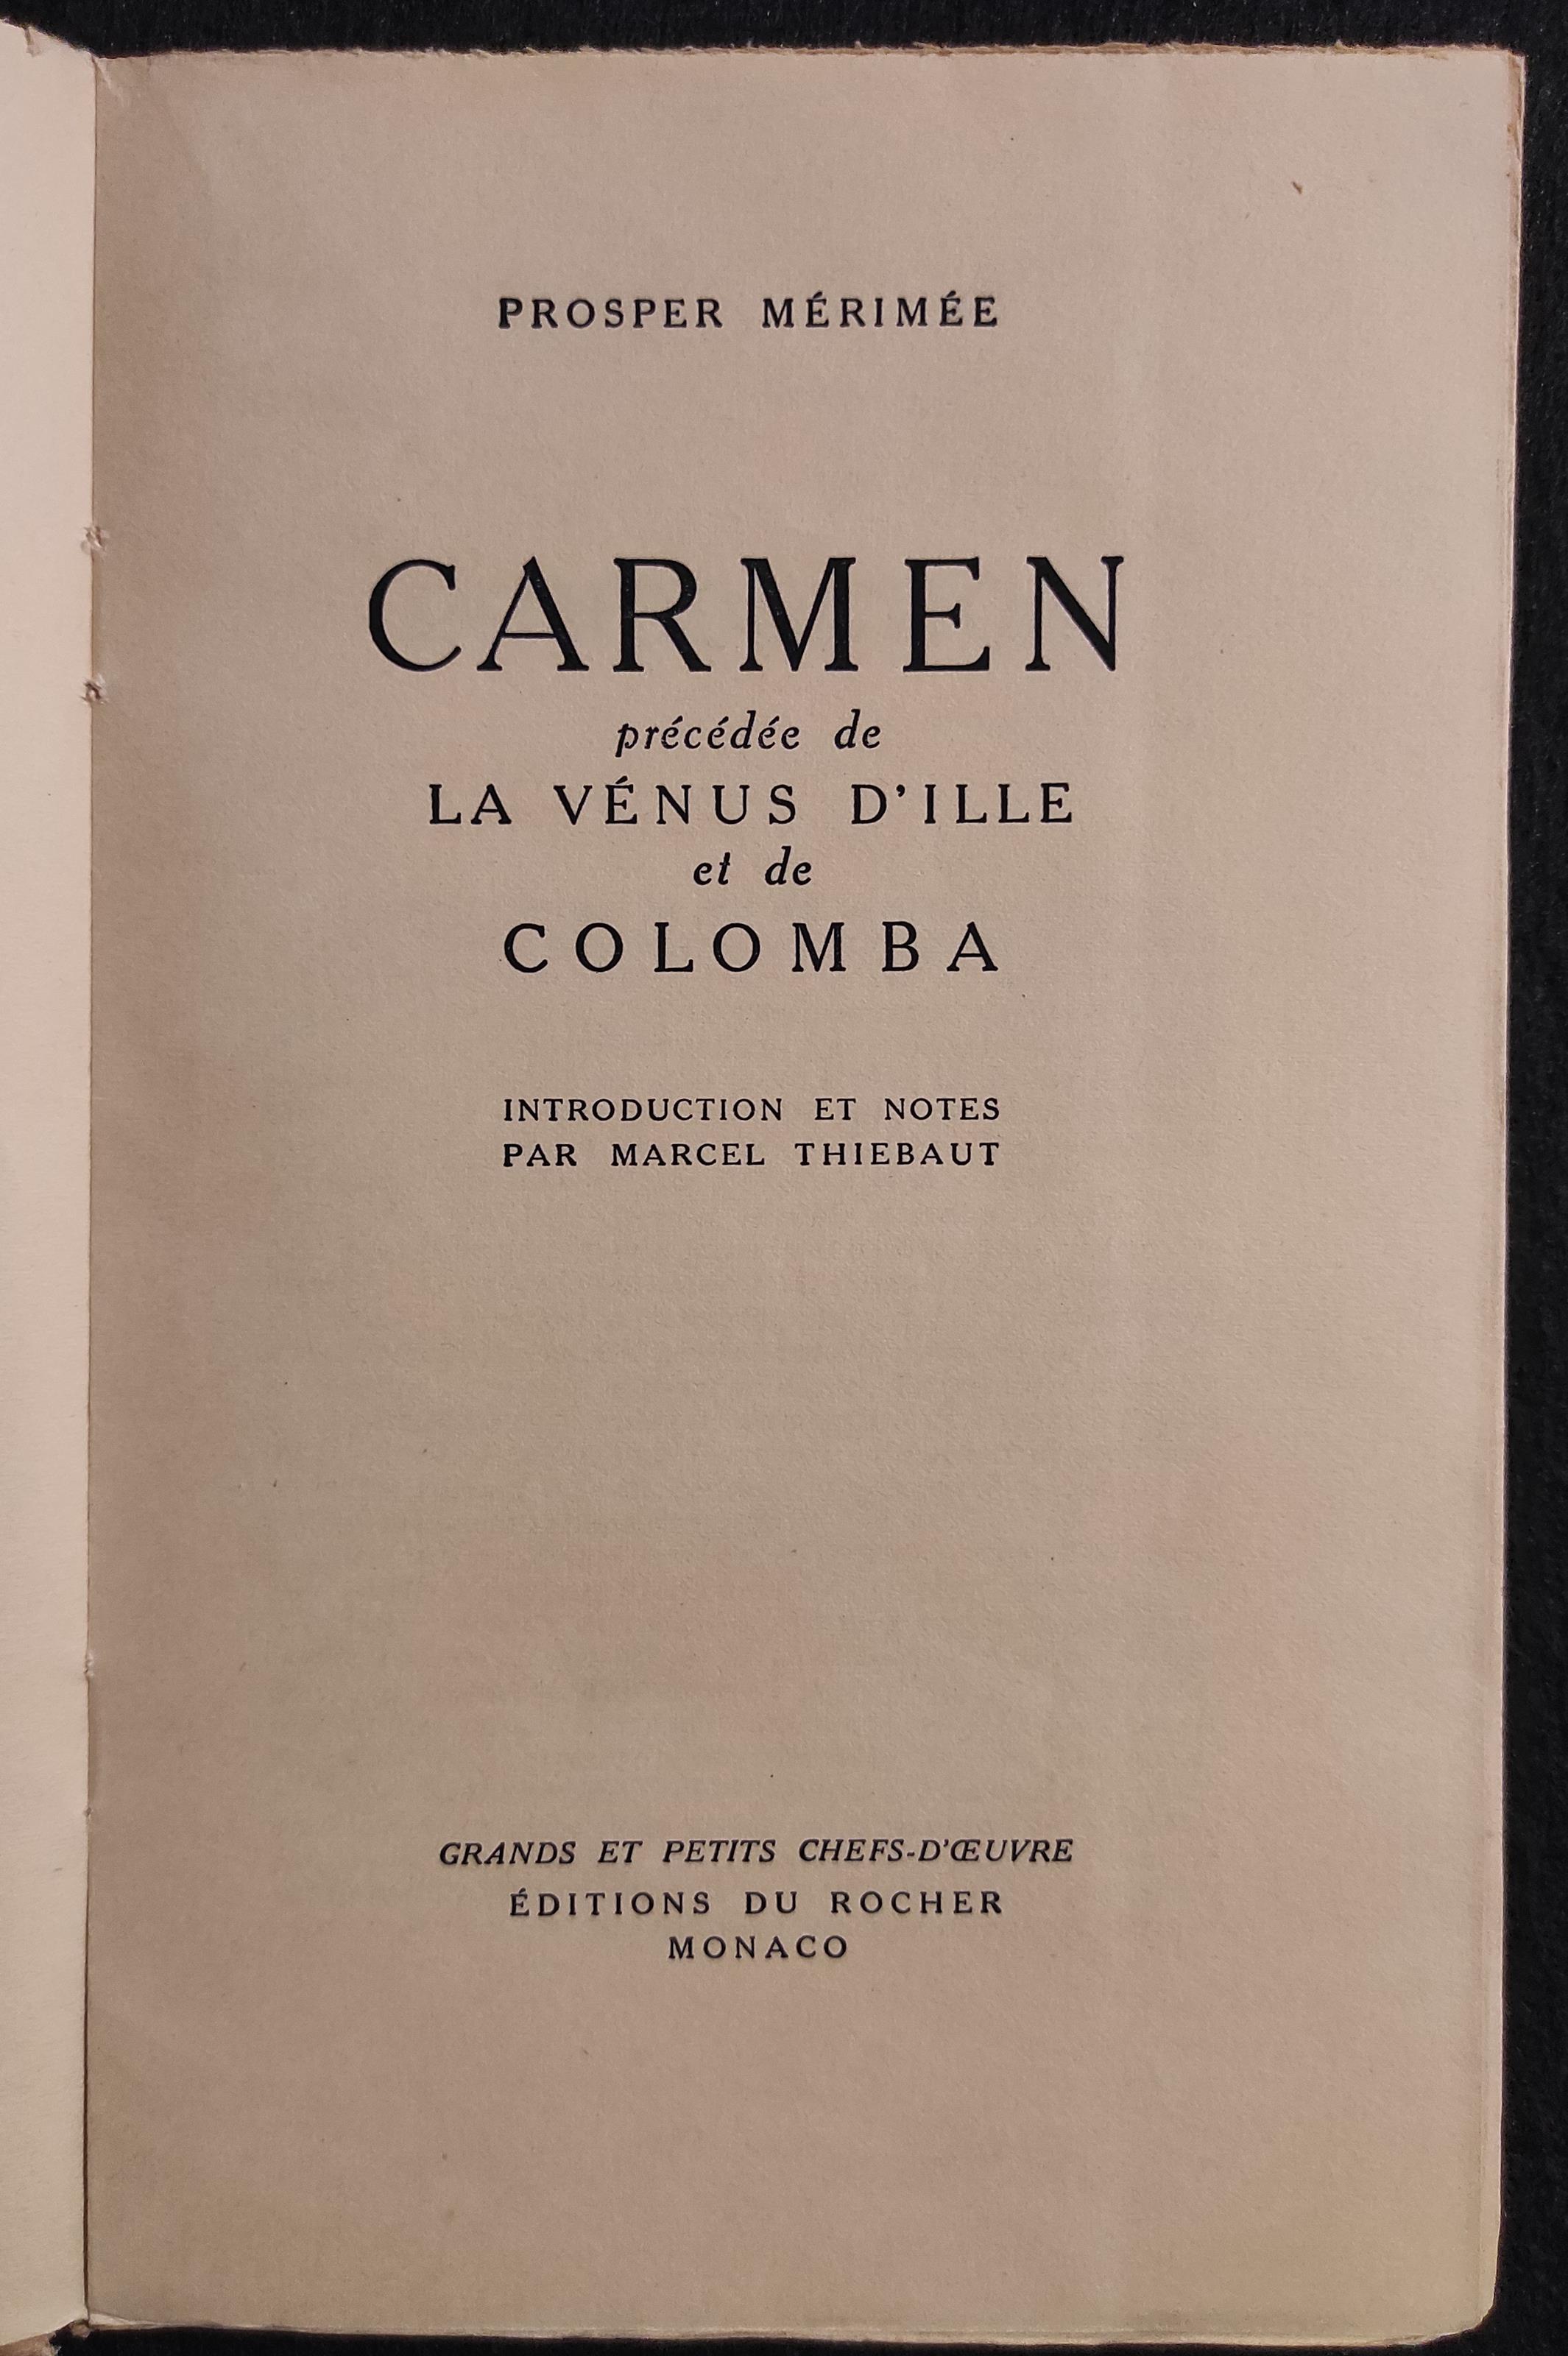 PROSPER MÉRIMÉE
CARMEN
précédée de
LA VÉNUS D'ILLE
et de
COLOMBA
INTRODUCTION ET NOTES
PAR MARCEL THIEBAUT
GRANDS ET PETITS CHEFS-D'ŒUVRE
ÉDITIONS DU ROCHER
MONACO